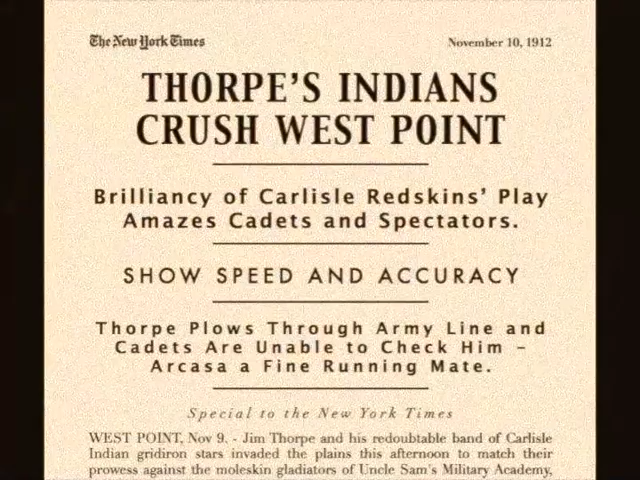 The New York Times
November 10, 1912
THORPE'S INDIANS
CRUSH WEST POINT
Brilliancy of Carlisle Redskins' Play
Amazes Cadets and Spectators.
SHOW SPEED AND ACCURACY
Thorpe Plows Through Army Line and
Cadets Are Unable to Check Him –
Arcasa a Fine Running Mate.
Special to the New York Times
WEST POINT, Nov 9. - Jim Thorpe and his redoubtable band of Carlisle
Indian gridiron stars invaded the plains this afternoon to match their
prowess against the moleskin gladiators of Uncle Sam's Military Academy,